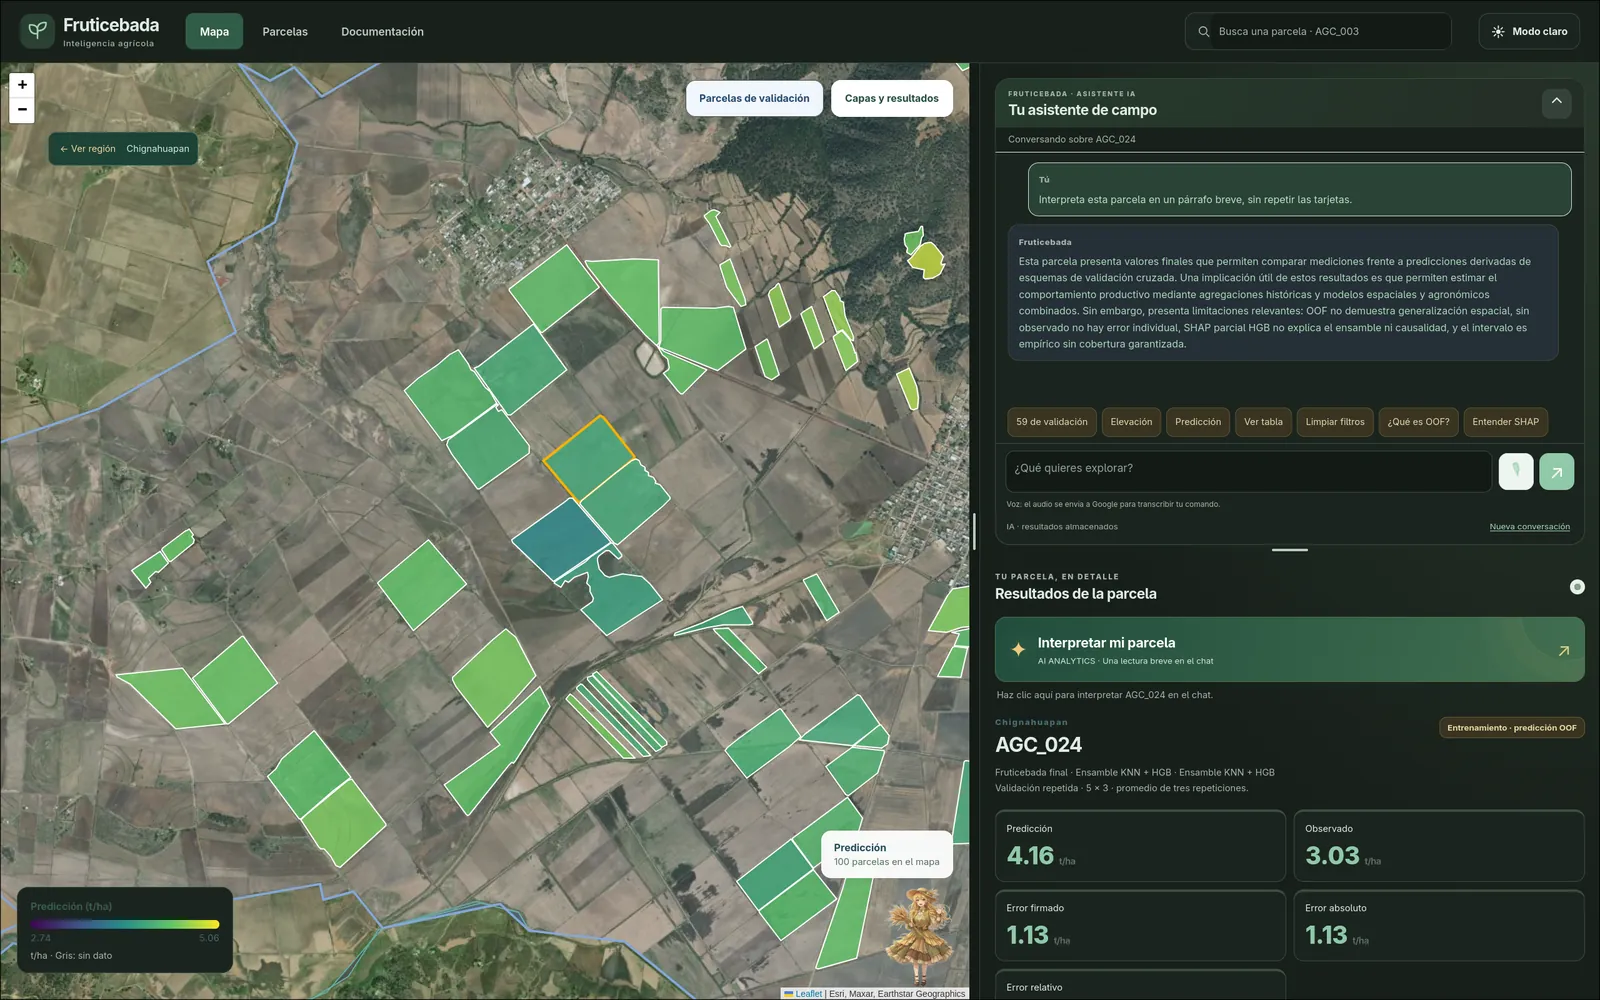 Fruticebada
Inteligencia agrícola
Mapa
Parcelas
Documentación
Busca una parcela · AGC_003
Modo claro
+
−
← Ver región Chignahuapan
Parcelas de validación
Capas y resultados
Predicción
100 parcelas en el mapa
Predicción (t/ha)
2.74 5.06
t/ha · Gris: sin dato
Leaflet | Esri, Maxar, Earthstar Geographics
FRUTICEBADA · ASISTENTE IA
Tu asistente de campo
Conversando sobre AGC_024
Tú
Interpreta esta parcela en un párrafo breve, sin repetir las tarjetas.
Fruticebada
Esta parcela presenta valores finales que permiten comparar mediciones frente a predicciones derivadas de
esquemas de validación cruzada. Una implicación útil de estos resultados es que permiten estimar el
comportamiento productivo mediante agregaciones históricas y modelos espaciales y agronómicos
combinados. Sin embargo, presenta limitaciones relevantes: OOF no demuestra generalización espacial, sin
observado no hay error individual, SHAP parcial HGB no explica el ensamble ni causalidad, y el intervalo es
empírico sin cobertura garantizada.
59 de validación
Elevación
Predicción
Ver tabla
Limpiar filtros
¿Qué es OOF?
Entender SHAP
¿Qué quieres explorar?
Voz: el audio se envía a Google para transcribir tu comando.
IA · resultados almacenados
Nueva conversación
TU PARCELA, EN DETALLE
Resultados de la parcela
Interpretar mi parcela
AI ANALYTICS · Una lectura breve en el chat
Haz clic aquí para interpretar AGC_024 en el chat.
Chignahuapan
Entrenamiento · predicción OOF
AGC_024
Fruticebada final · Ensamble KNN + HGB · Ensamble KNN + HGB
Validación repetida · 5 × 3 · promedio de tres repeticiones.
Predicción
4.16 t/ha
Observado
3.03 t/ha
Error firmado
1.13 t/ha
Error absoluto
1.13 t/ha
Error relativo